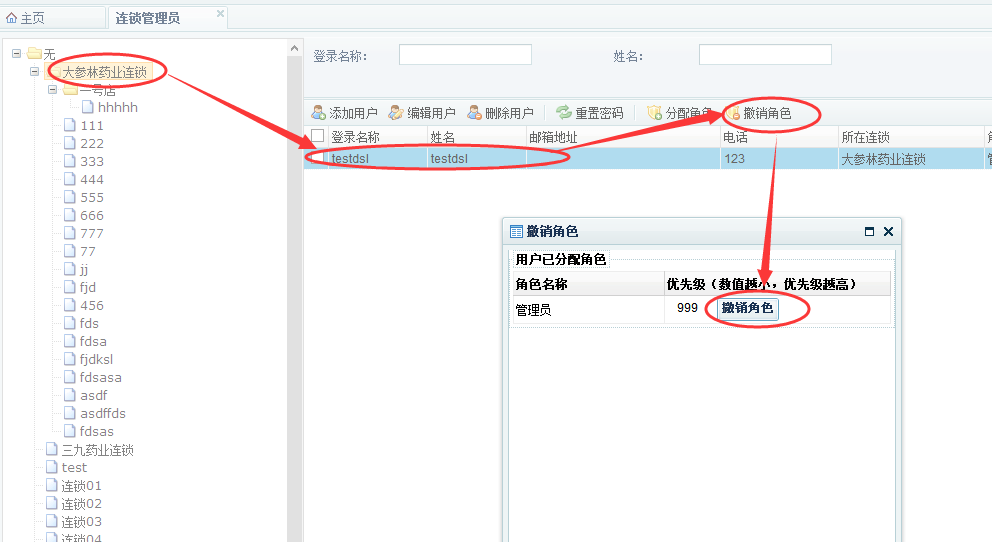 主页
连锁管理员
无
大参林药业连锁
一号店
hhhhh
111
222
333
444
555
666
777
77
jj
fjd
456
fds
fdsa
fjdksl
fdsasa
asdf
asdffds
fdsas
三九药业连锁
test
连锁01
连锁02
连锁03
连锁04
登录名称: 姓名:
添加用户 编辑用户 删除用户 重置密码 分配角色 撤销角色
登录名称 姓名 邮箱地址 电话 所在连锁
testdsl testdsl 123 大参林药业连锁
撤销角色
用户已分配角色
角色名称 优先级（数值越小，优先级越高）
管理员 999 撤销角色